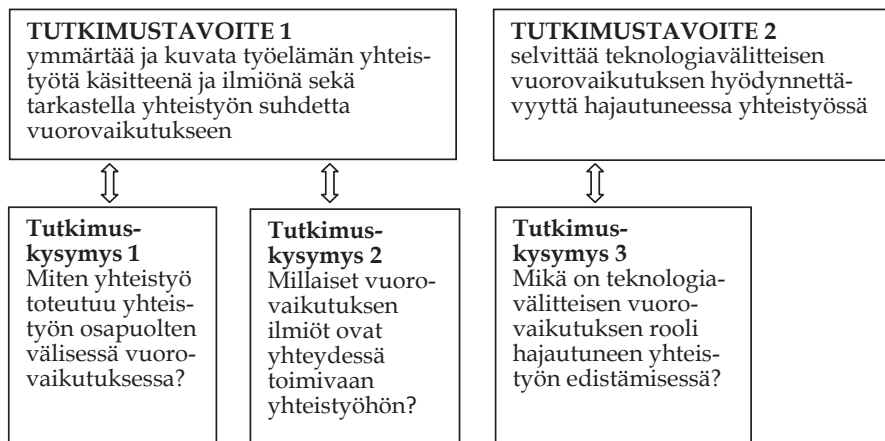 TUTKIMUSTAVOITE 1
ymmärtää ja kuvata työelämän yhteis-
työtä käsitteenä ja ilmiönä sekä
tarkastella yhteistyön suhdetta
vuorovaikutukseen
TUTKIMUSTAVOITE 2
selvittää teknologiavälitteisen
vuorovaikutuksen hyödynnettä-
vyyttä hajautuneessa yhteistyössä
Tutkimus-
kysymys 1
Miten yhteistyö
toteutuu yhteis-
työn osapuolten
välisessä vuoro-
vaikutuksessa?
Tutkimus-
kysymys 2
Millaiset vuoro-
vaikutuksen
ilmiöt ovat
yhteydessä
toimivaan
yhteistyöhön?
Tutkimus-
kysymys 3
Mikä on teknologia-
välitteisen vuoro-
vaikutuksen rooli
hajautuneen yhteis-
työn edistämisessä?